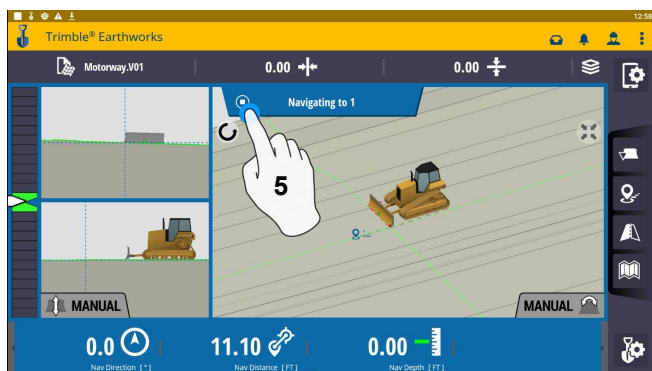 12:58
Trimble® Earthworks
Motorway.V01
0.00
0.00
Navigating to 1
5
MANUAL
MANUAL
0.0
11.10
0.00
Nav Direction [°]
Nav Distance [FT]
Nav Depth [FT]